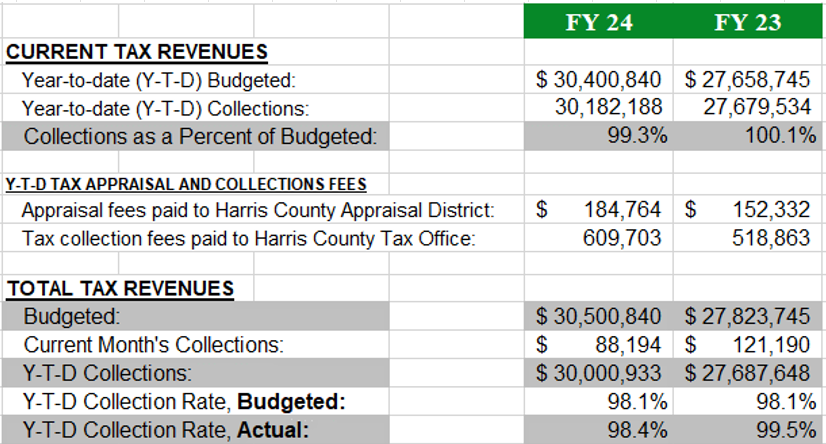 FY 24 FY 23
CURRENT TAX REVENUES
Year-to-date (Y-T-D) Budgeted: $ 30,400,840 $ 27,658,745
Year-to-date (Y-T-D) Collections: 30,182,188 27,679,534
Collections as a Percent of Budgeted: 99.3% 100.1%
Y-T-D TAX APPRAISAL AND COLLECTIONS FEES
Appraisal fees paid to Harris County Appraisal District: $ 184,764 $ 152,332
Tax collection fees paid to Harris County Tax Office: 609,703 518,863
TOTAL TAX REVENUES
Budgeted: $ 30,500,840 $ 27,823,745
Current Month's Collections: $ 88,194 $ 121,190
Y-T-D Collections: $ 30,000,933 $ 27,687,648
Y-T-D Collection Rate, Budgeted: 98.1% 98.1%
Y-T-D Collection Rate, Actual: 98.4% 99.5%